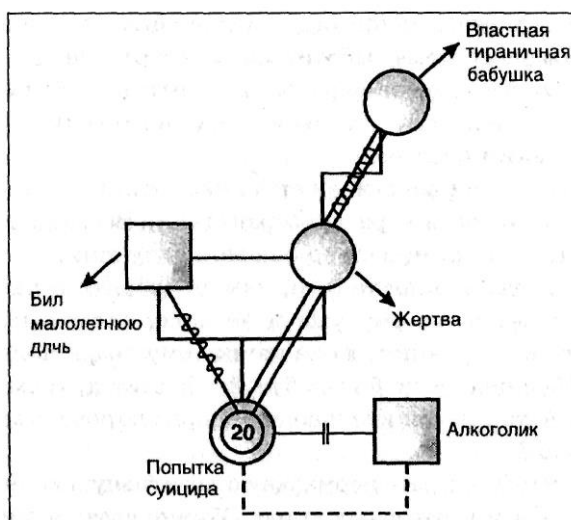 Властная
тираничная
бабушка
Бил
малолетнюю
длчь
Жертва
20
Попытка
суицида
Алкоголик